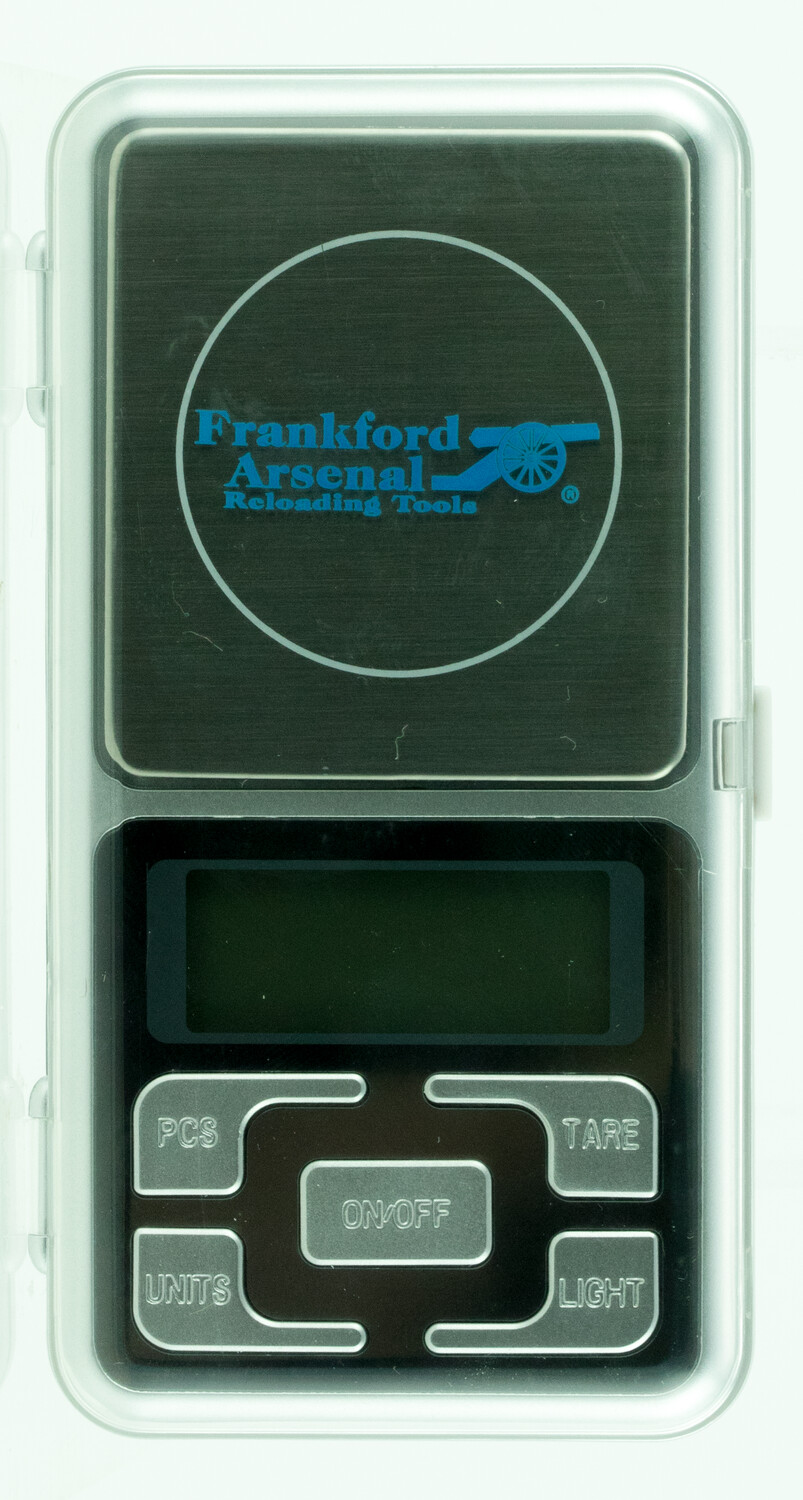 Frankford
Arsenal
Reloading Tools
®
PCS
TARE
ON/OFF
UNITS
LIGHT